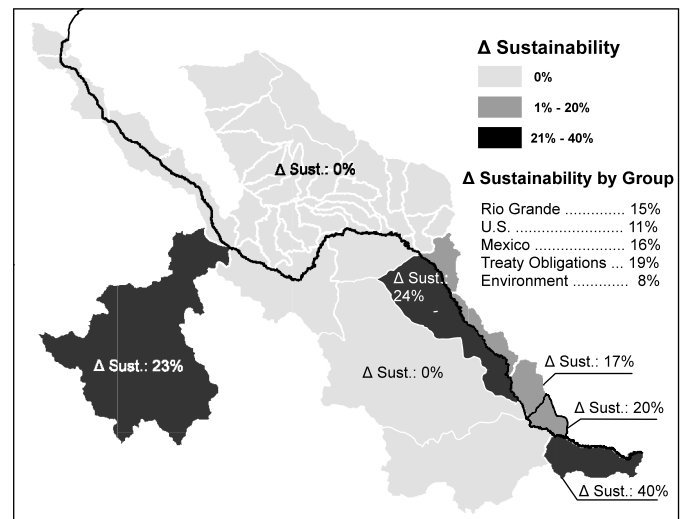 Δ Sustainability
0%
1% - 20%
21% - 40%
Δ Sust.: 0%
Δ Sustainability by Group
Rio Grande .............. 15%
U.S. ........................ 11%
Mexico .................... 16%
Treaty Obligations ... 19%
Environment ............ 8%
Δ Sust.:
24%
Δ Sust.: 23%
Δ Sust.: 0%
Δ Sust.: 17%
Δ Sust.: 20%
Δ Sust.: 40%